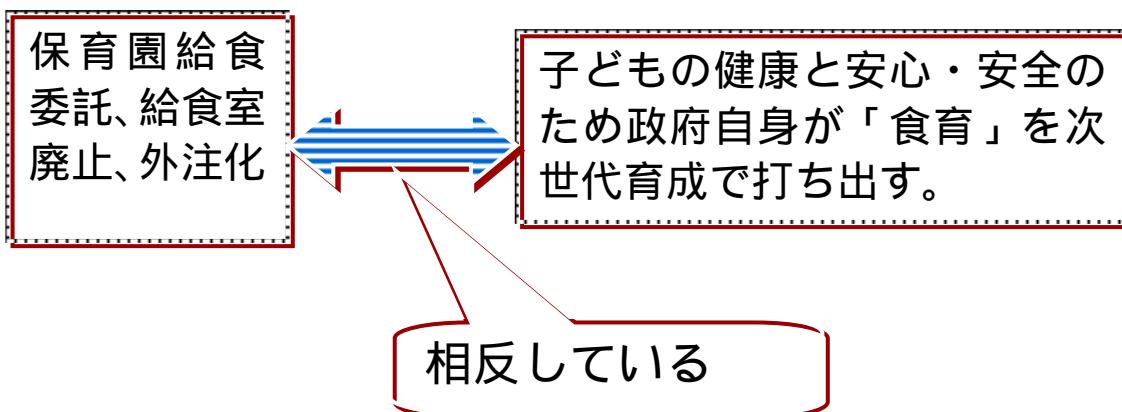 保育園給食
委託、給食室
廃止、外注化
子どもの健康と安心・安全の
ため政府自身が「食育」を次
世代育成で打ち出す。
相反している